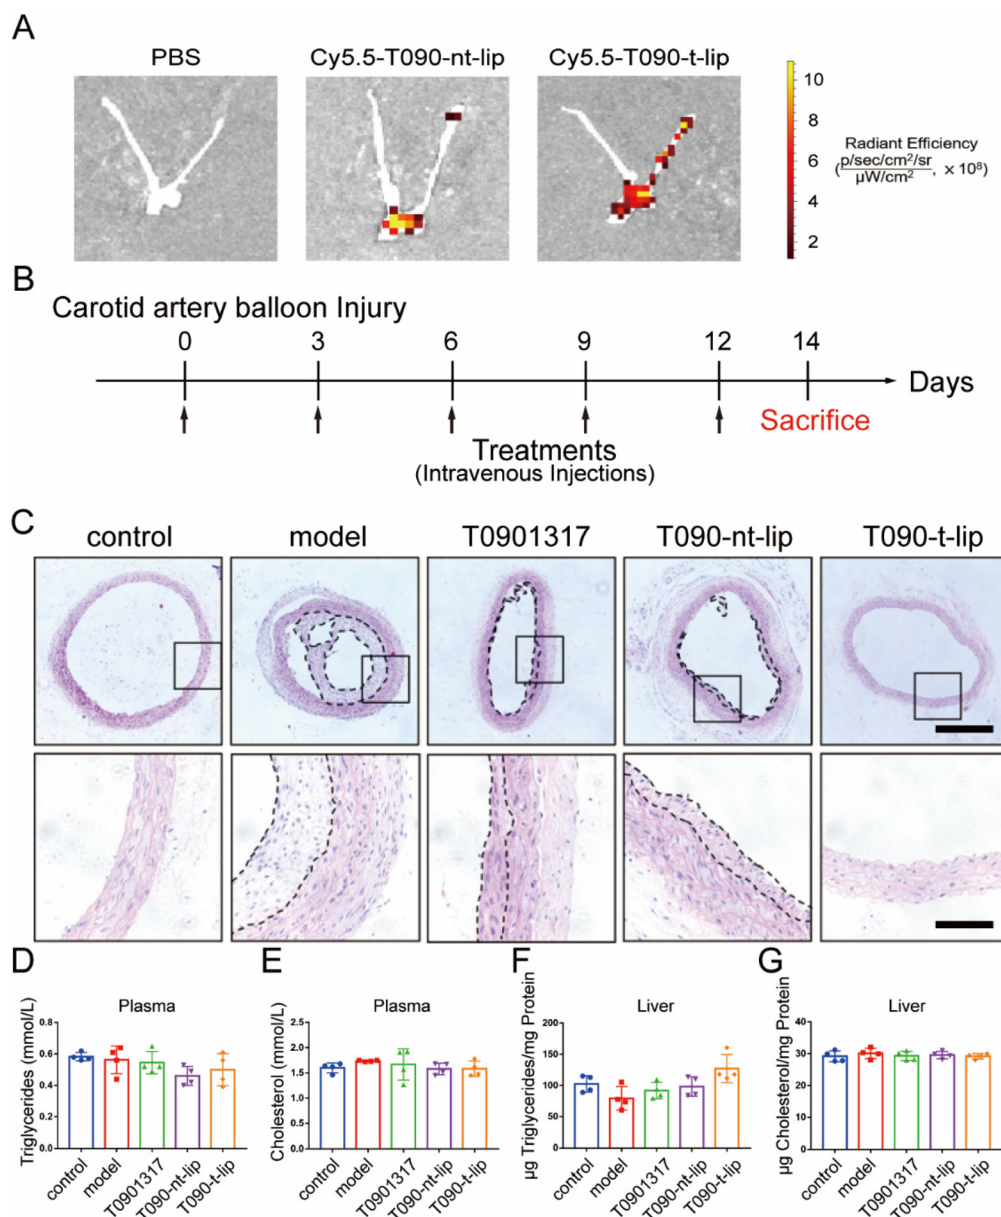 A
PBS
Cy5.5-T090-nt-lip
Cy5.5-T090-t-lip
10
8
6
4
2
Radiant Efficiency
(p/sec/cm²/sr
µW/cm² , × 10⁸)
B
Carotid artery balloon Injury
0 3 6 9 12 14
Days
Sacrifice
Treatments
(Intravenous Injections)
C
control
model
T0901317
T090-nt-lip
T090-t-lip
D
Plasma
Triglycerides (mmol/L)
0.8
0.6
0.4
0.2
0.0
control
model
T0901317
T090-nt-lip
T090-t-lip
E
Plasma
Cholesterol (mmol/L)
2.5
2.0
1.5
1.0
0.5
0.0
control
model
T0901317
T090-nt-lip
T090-t-lip
F
Liver
µg Triglycerides/mg Protein
200
150
100
50
0
control
model
T0901317
T090-nt-lip
T090-t-lip
G
Liver
µg Cholesterol/mg Protein
40
30
20
10
0
control
model
T0901317
T090-nt-lip
T090-t-lip